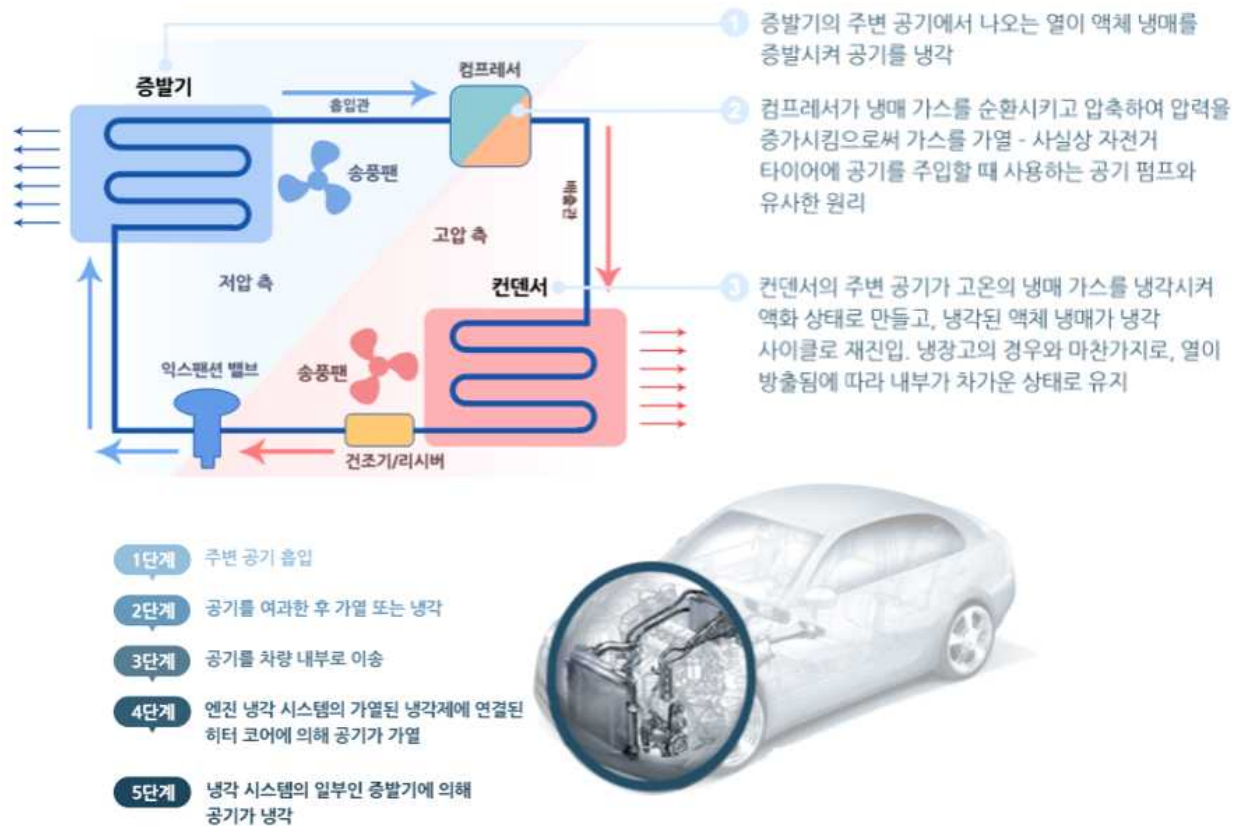 증발기
흡입관
컴프레서
송풍팬
배출관
고압 측
저압 측
컨덴서
익스팬션 밸브
송풍팬
건조기/리시버
1 증발기의 주변 공기에서 나오는 열이 액체 냉매를
증발시켜 공기를 냉각
2 컴프레서가 냉매 가스를 순환시키고 압축하여 압력을
증가시킴으로써 가스를 가열 - 사실상 자전거
타이어에 공기를 주입할 때 사용하는 공기 펌프와
유사한 원리
3 컨덴서의 주변 공기가 고온의 냉매 가스를 냉각시켜
액화 상태로 만들고, 냉각된 액체 냉매가 냉각
사이클로 재진입. 냉장고의 경우와 마찬가지로, 열이
방출됨에 따라 내부가 차가운 상태로 유지
1단계 주변 공기 흡입
2단계 공기를 여과한 후 가열 또는 냉각
3단계 공기를 차량 내부로 이송
4단계 엔진 냉각 시스템의 가열된 냉각제에 연결된
히터 코어에 의해 공기가 가열
5단계 냉각 시스템의 일부인 증발기에 의해
공기가 냉각